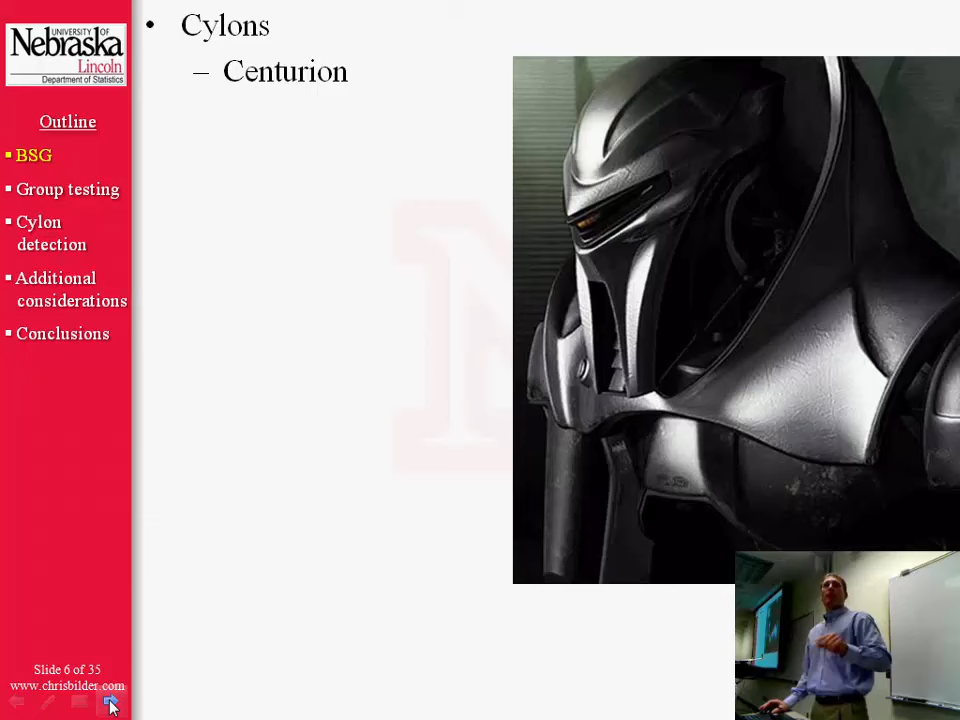 UNIVERSITY OF
Nebraska
Lincoln
Department of Statistics
Outline
▪ BSG
▪ Group testing
▪ Cylon
detection
▪ Additional
considerations
▪ Conclusions
Slide 6 of 35
www.chrisbilder.com
• Cylons
– Centurion